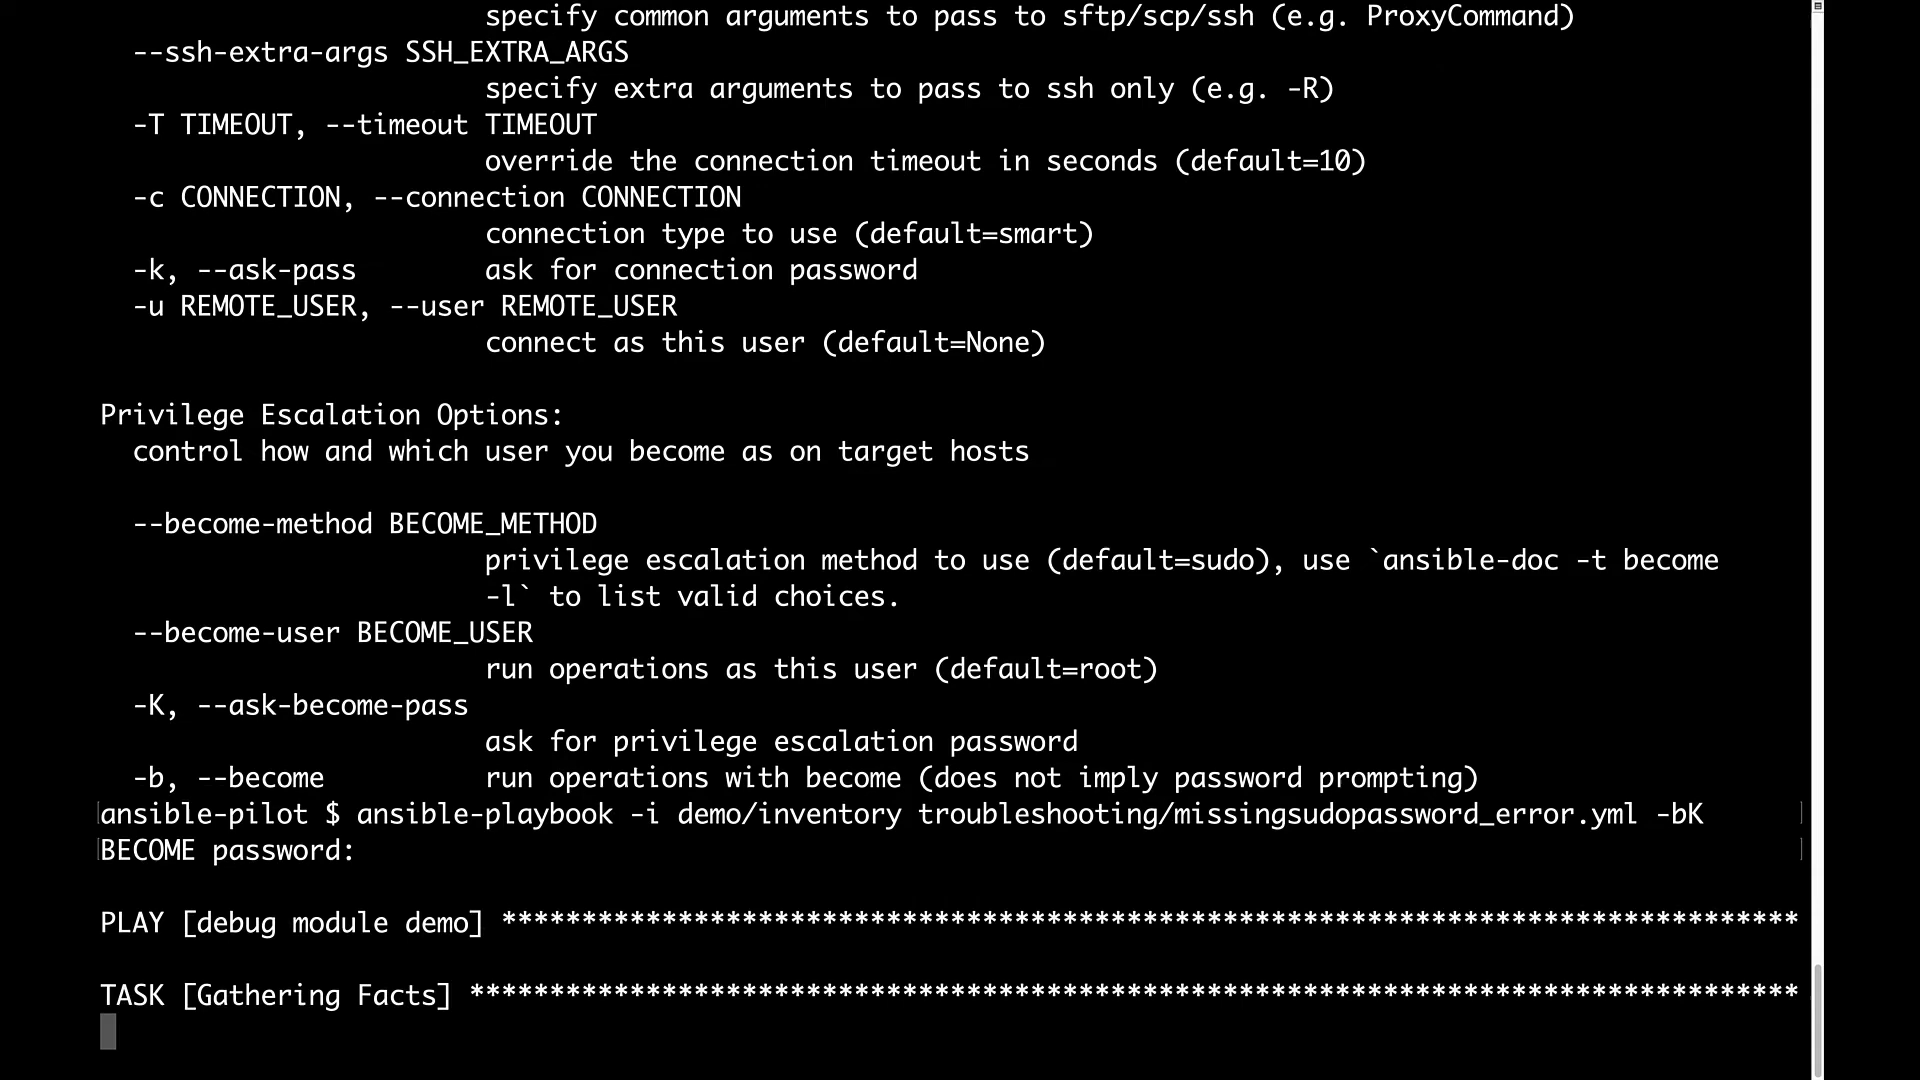 specify common arguments to pass to sftp/scp/ssh (e.g. ProxyCommand)
--ssh-extra-args SSH_EXTRA_ARGS
specify extra arguments to pass to ssh only (e.g. -R)
-T TIMEOUT, --timeout TIMEOUT
override the connection timeout in seconds (default=10)
-c CONNECTION, --connection CONNECTION
connection type to use (default=smart)
-k, --ask-pass ask for connection password
-u REMOTE_USER, --user REMOTE_USER
connect as this user (default=None)
Privilege Escalation Options:
control how and which user you become as on target hosts
--become-method BECOME_METHOD
privilege escalation method to use (default=sudo), use `ansible-doc -t become
-l` to list valid choices.
--become-user BECOME_USER
run operations as this user (default=root)
-K, --ask-become-pass
ask for privilege escalation password
-b, --become run operations with become (does not imply password prompting)
ansible-pilot $ ansible-playbook -i demo/inventory troubleshooting/missingsudopassword_error.yml -bK
BECOME password:
PLAY [debug module demo] *********************************************************************************
TASK [Gathering Facts] ***********************************************************************************